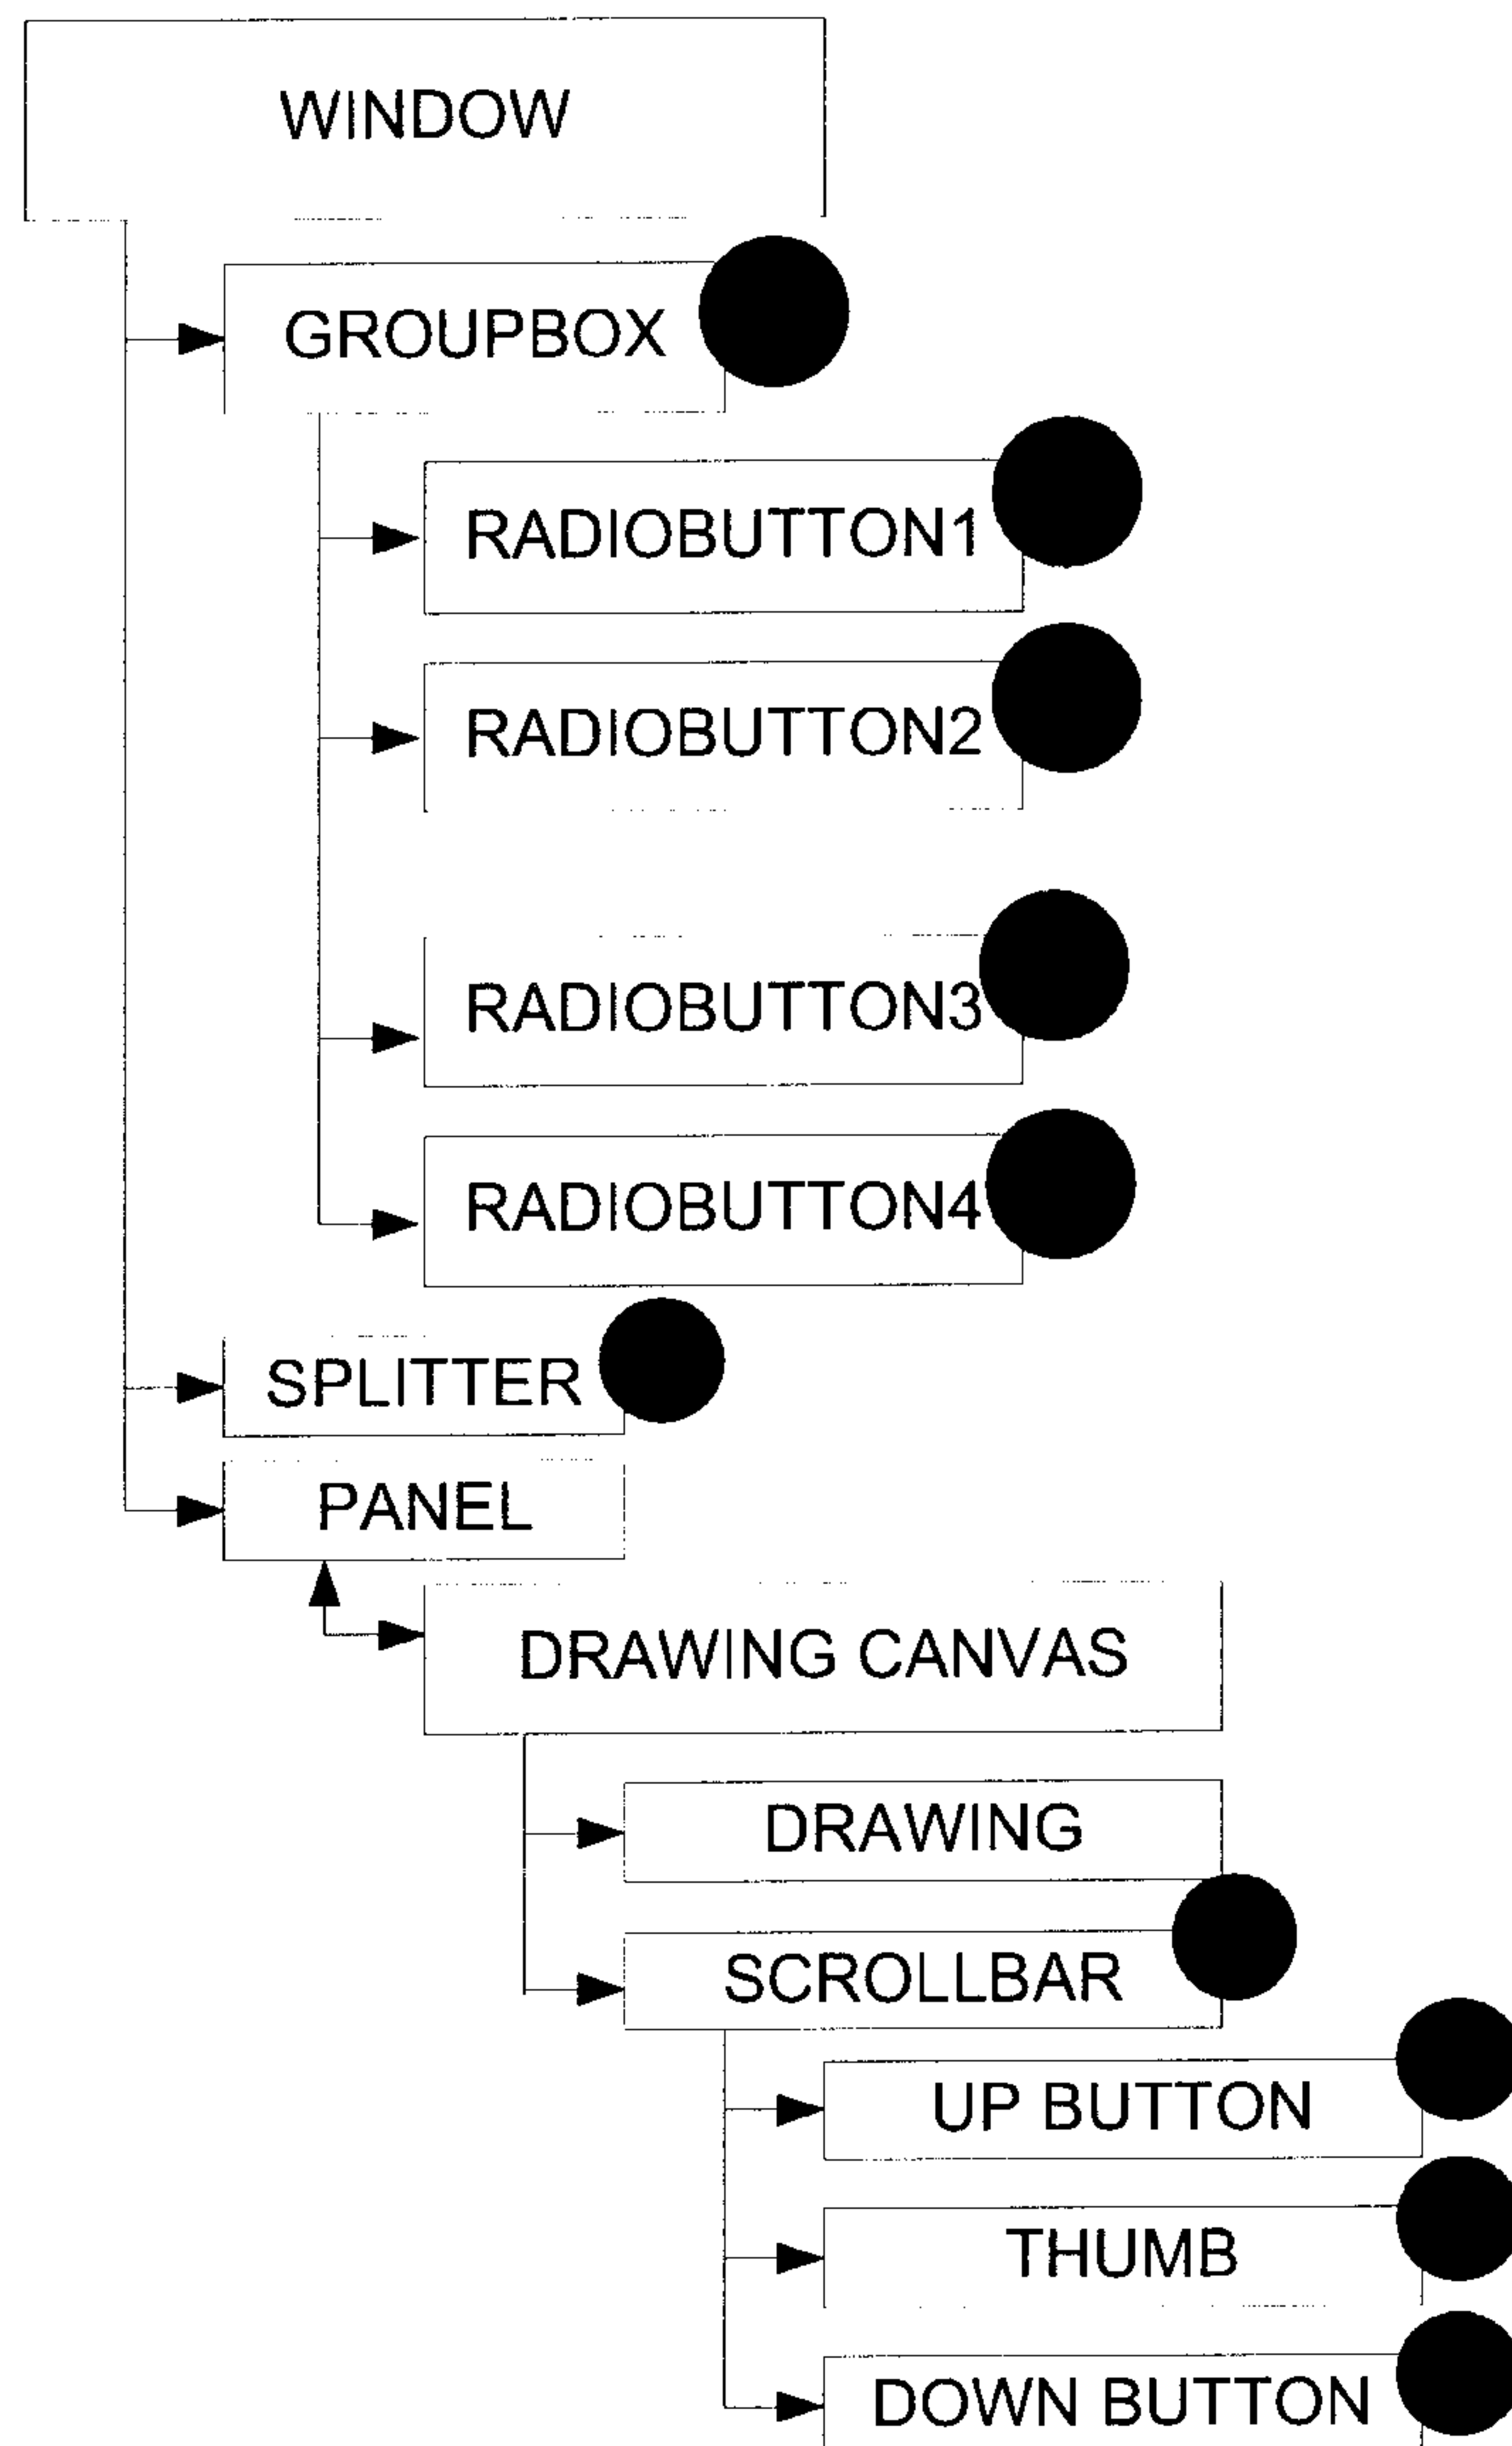 WINDOW
GROUPBOX
RADIOBUTTON1
RADIOBUTTON2
RADIOBUTTON3
RADIOBUTTON4
SPLITTER
PANEL
DRAWING CANVAS
DRAWING
SCROLLBAR
UP BUTTON
THUMB
DOWN BUTTON